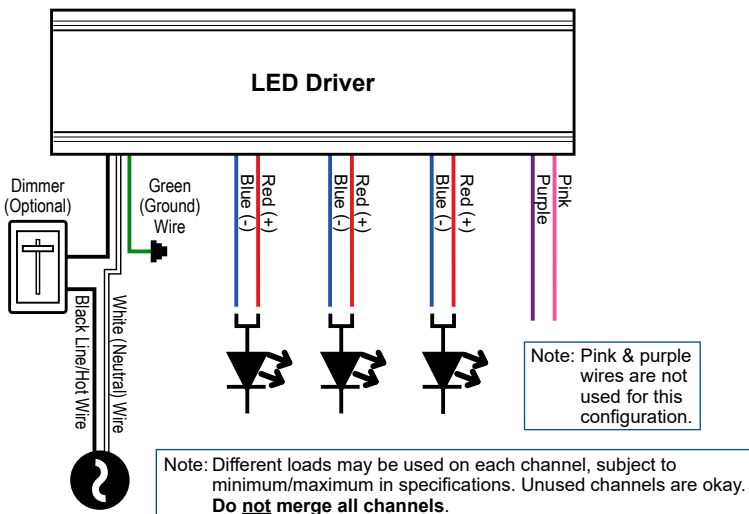 LED Driver
Dimmer
(Optional)
Green
(Ground)
Wire
Black Line/Hot Wire
White (Neutral) Wire
Blue (-)
Red (+)
Blue (-)
Red (+)
Blue (-)
Red (+)
Purple
Pink
Note: Pink & purple
wires are not
used for this
configuration.
Note: Different loads may be used on each channel, subject to
minimum/maximum in specifications. Unused channels are okay.
Do not merge all channels.